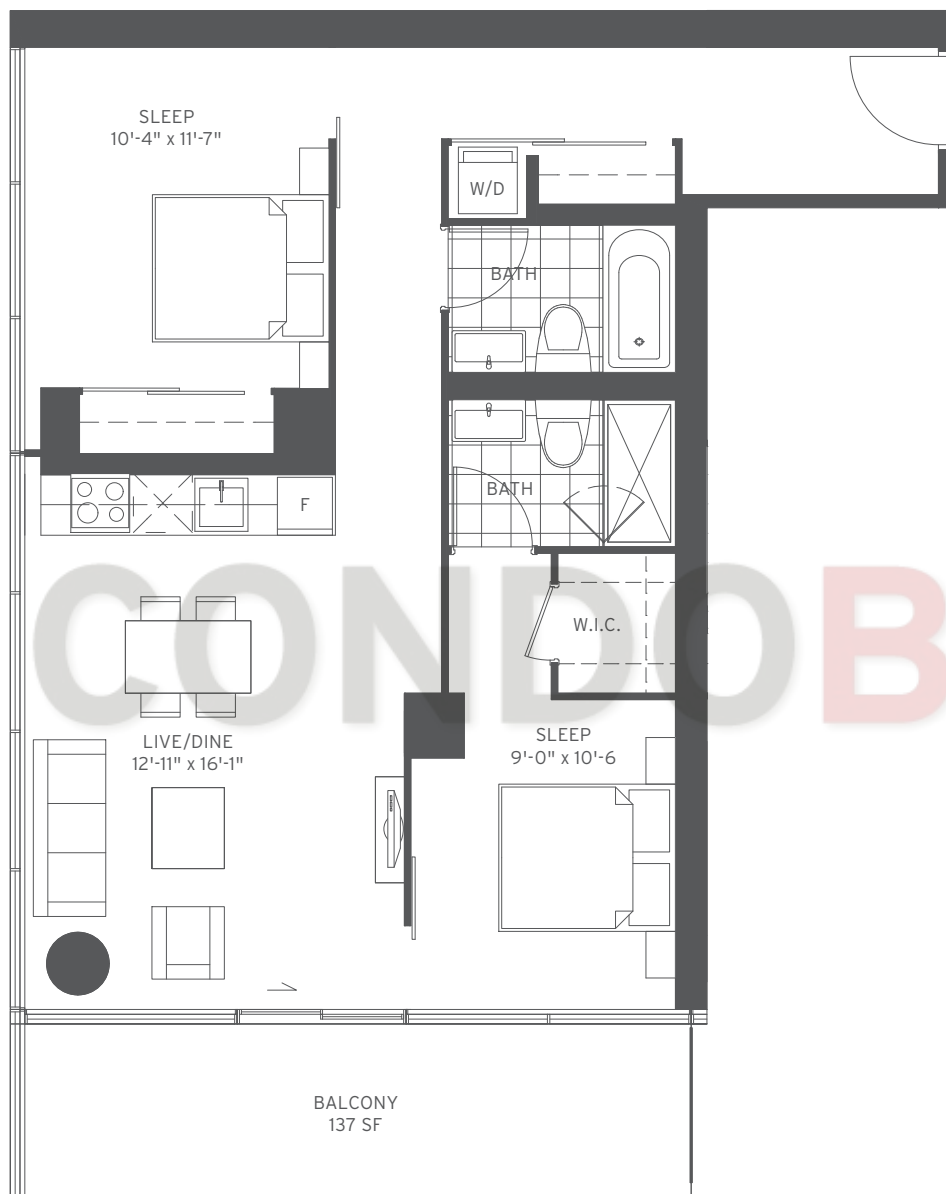 SLEEP
10'-4" x 11'-7"
W/D
BATH
BATH
F
W.I.C.
CONDOB
LIVE/DINE
12'-11" x 16'-1"
SLEEP
9'-0" x 10'-6
BALCONY
137 SF